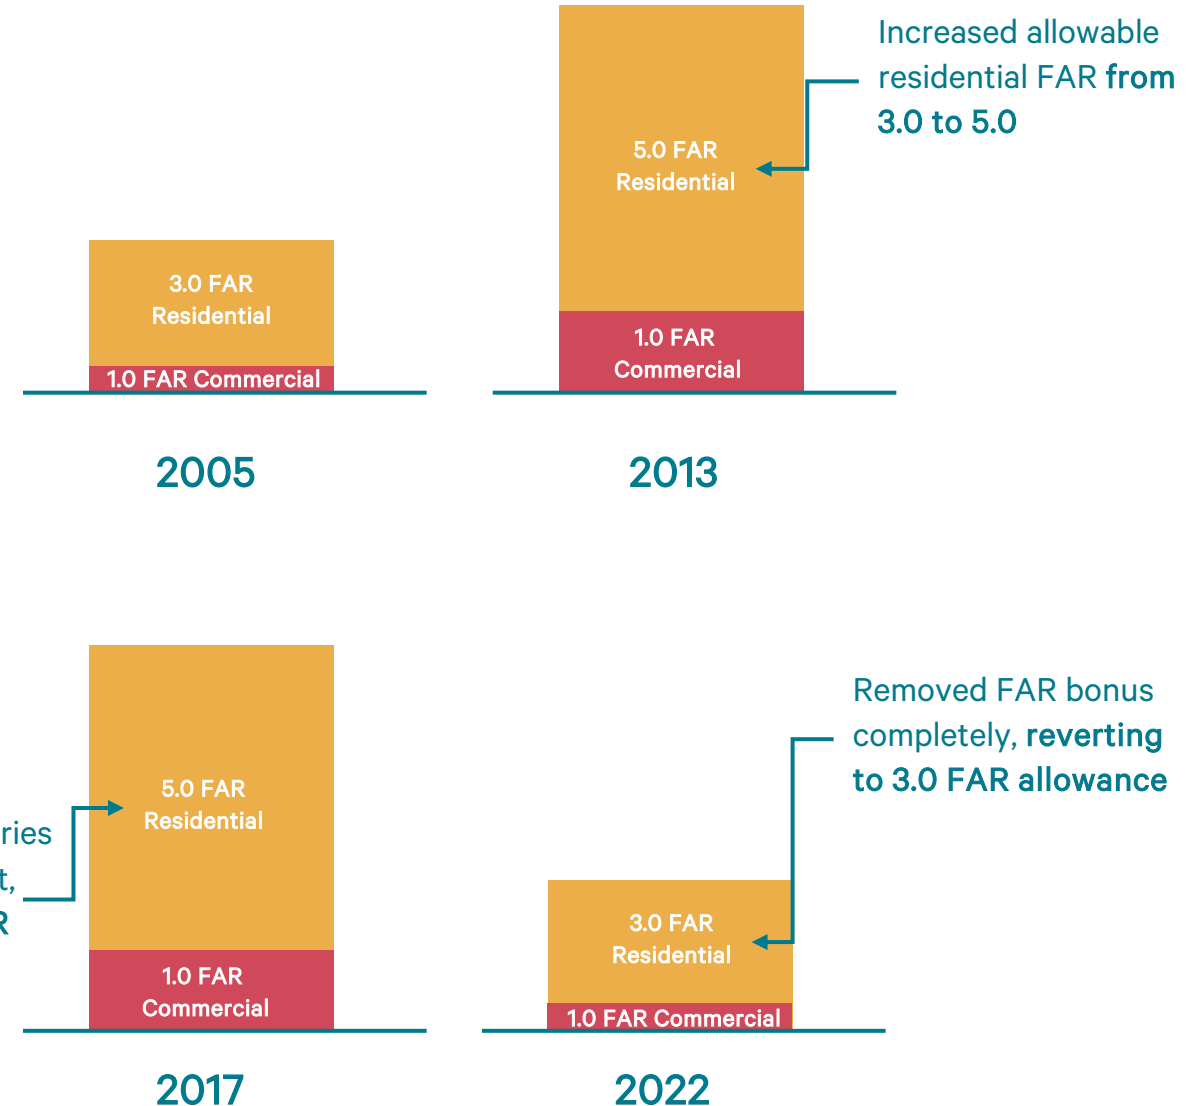 Increased allowable
residential FAR from
3.0 to 5.0
5.0 FAR
Residential
3.0 FAR
Residential
1.0 FAR
Commercial
1.0 FAR Commercial
2005
2013
Removed FAR bonus
completely, reverting
to 3.0 FAR allowance
5.0 FAR
Residential
3.0 FAR
Residential
1.0 FAR
Commercial
1.0 FAR Commercial
2017
2022